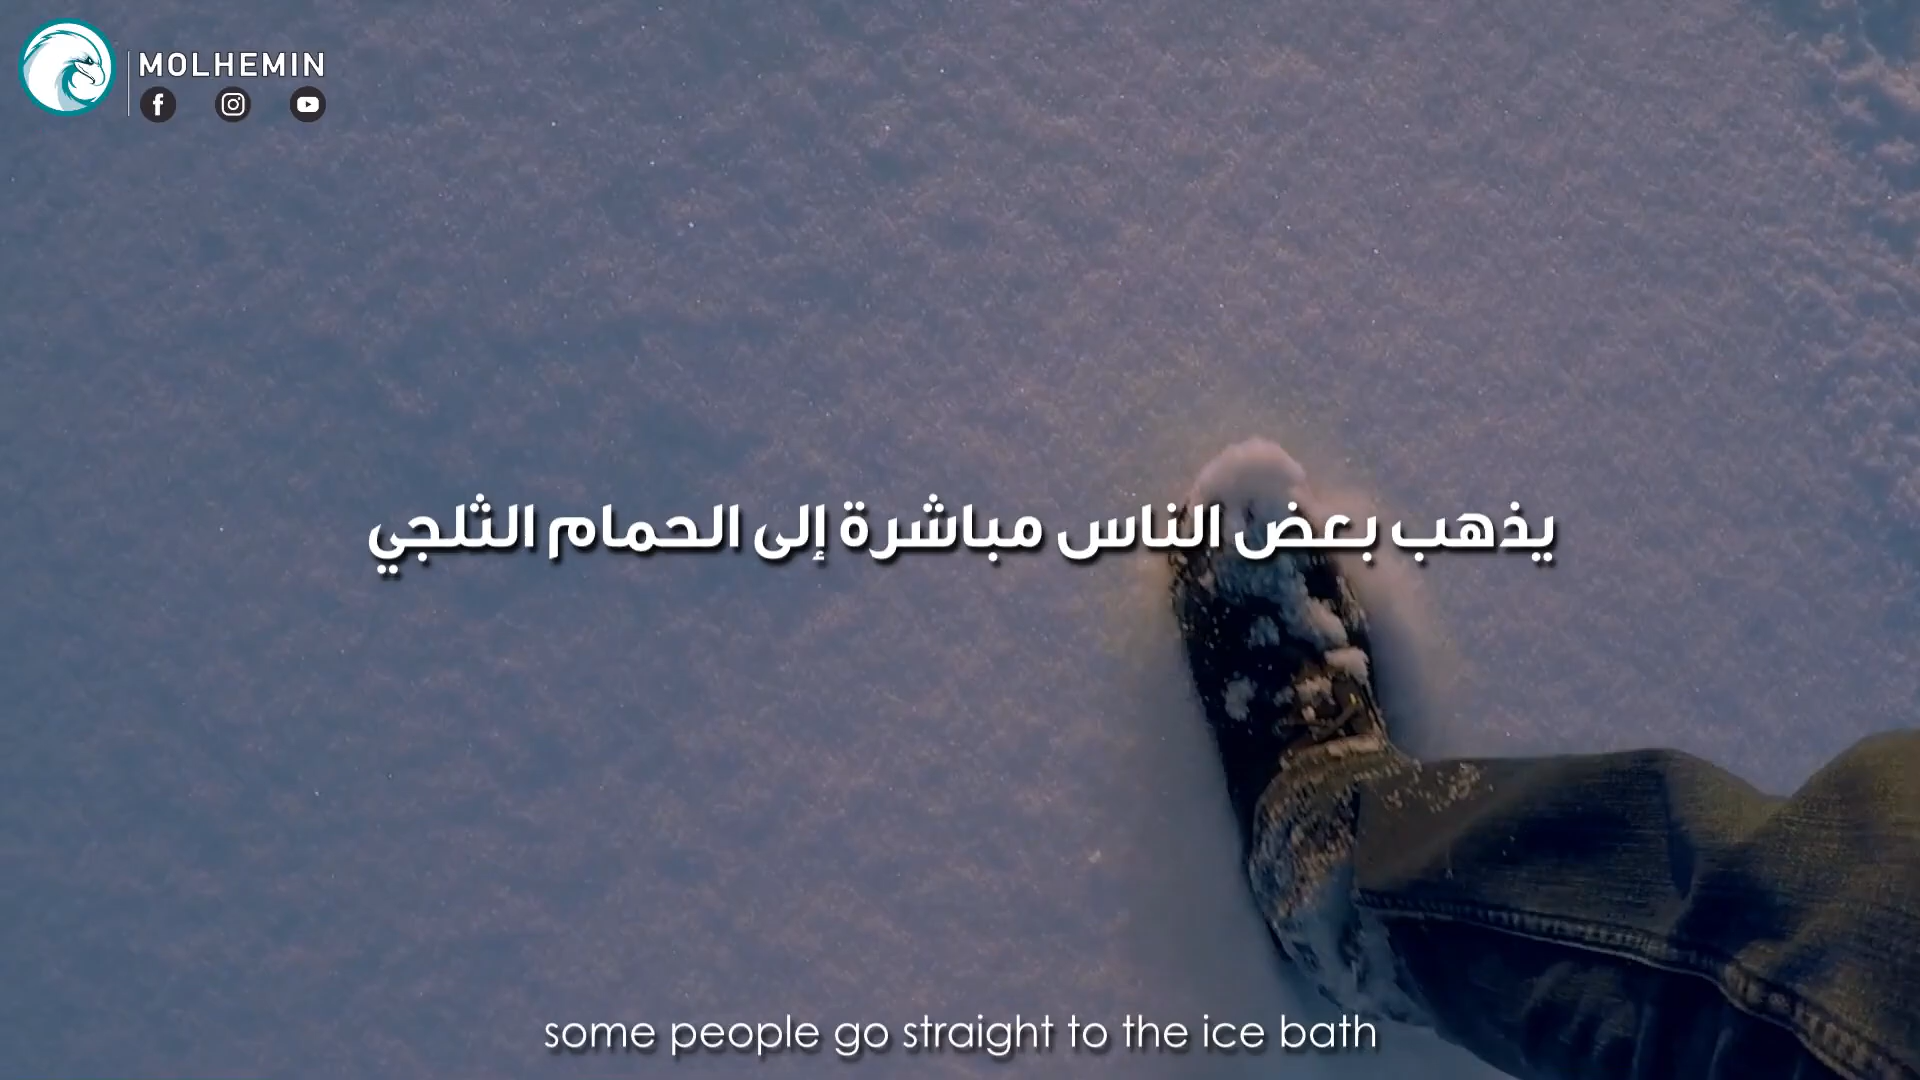 MOLHEMIN
يذهب بعض الناس مباشرة إلى الحمام الثلجي
some people go straight to the ice bath